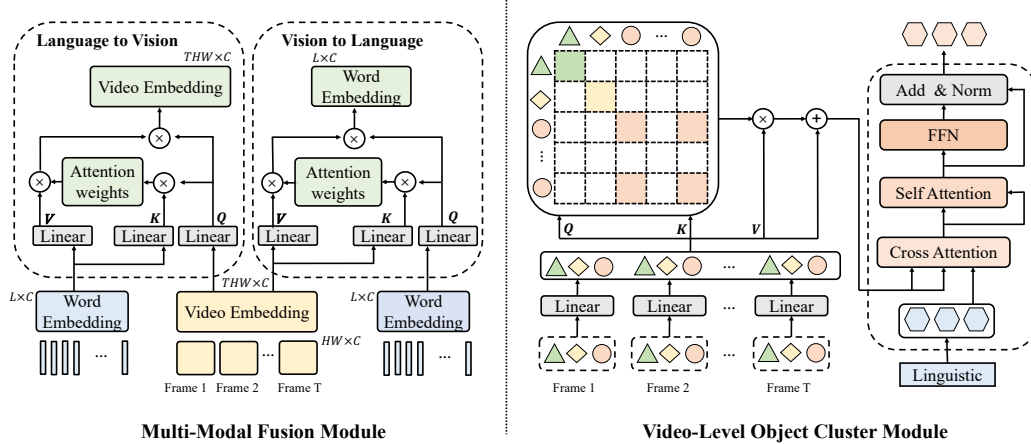 Language to Vision
THW×C
Video Embedding
×
×
Attention
weights
×
V
K
Q
Linear
Linear
Linear
Vision to Language
L×C
Word
Embedding
×
×
Attention
weights
×
V
K
Q
Linear
Linear
Linear
L×C
Word
Embedding
THW×C
Video Embedding
L×C
Word
Embedding
...
...
HW×C
...
Frame 1
Frame 2
Frame T
Multi-Modal Fusion Module
...
...
×
+
Q
K
V
...
Linear
Linear
...
Linear
...
Frame 1
Frame 2
Frame T
Add & Norm
FFN
Self Attention
Cross Attention
Linguistic
Video-Level Object Cluster Module